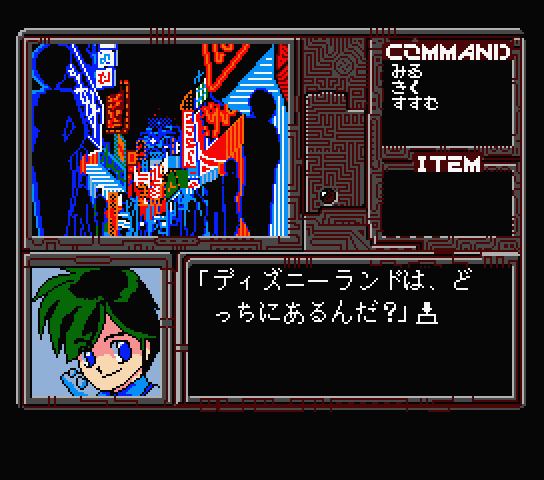 COMMAND
みる
きく
すすむ
ITEM
「ディズニーランドは、ど
っちにあるんだ?」